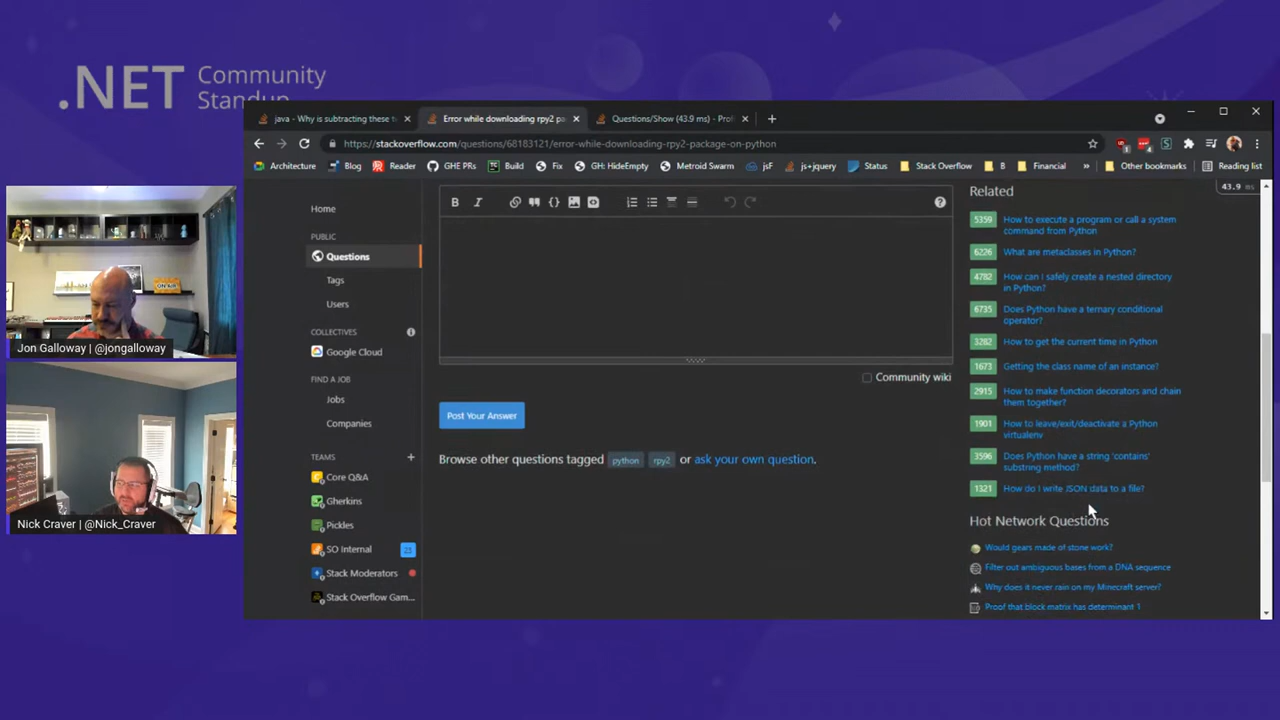 .NET Community
Standup
java - Why is subtracting these t
Error while downloading rpy2 pa
Questions/Show (43.9 ms) - Prof
https://stackoverflow.com/questions/68183121/error-while-downloading-rpy2-package-on-python
Architecture
Blog
Reader
GHE PRs
Build
Fix
GH: HideEmpty
Metroid Swarm
jsF
js+jquery
Status
Stack Overflow
B
Financial
»
Other bookmarks
Reading list
43.9 ms
Home
PUBLIC
Questions
Tags
Users
COLLECTIVES
Google Cloud
FIND A JOB
Jobs
Companies
TEAMS
Core Q&A
Gherkins
Pickles
SO Internal 23
Stack Moderators
Stack Overflow Gam...
B I
Community wiki
Post Your Answer
Browse other questions tagged python rpy2 or ask your own question.
Related
5359 How to execute a program or call a system
command from Python
6226 What are metaclasses in Python?
4782 How can I safely create a nested directory
in Python?
6735 Does Python have a ternary conditional
operator?
3282 How to get the current time in Python
1673 Getting the class name of an instance?
2915 How to make function decorators and chain
them together?
1901 How to leave/exit/deactivate a Python
virtualenv
3596 Does Python have a string 'contains'
substring method?
1321 How do I write JSON data to a file?
Hot Network Questions
Would gears made of stone work?
Filter out ambiguous bases from a DNA sequence
Why does it never rain on my Minecraft server?
Proof that block matrix has determinant 1
ON AIR
Jon Galloway | @jongalloway
Nick Craver | @Nick_Craver